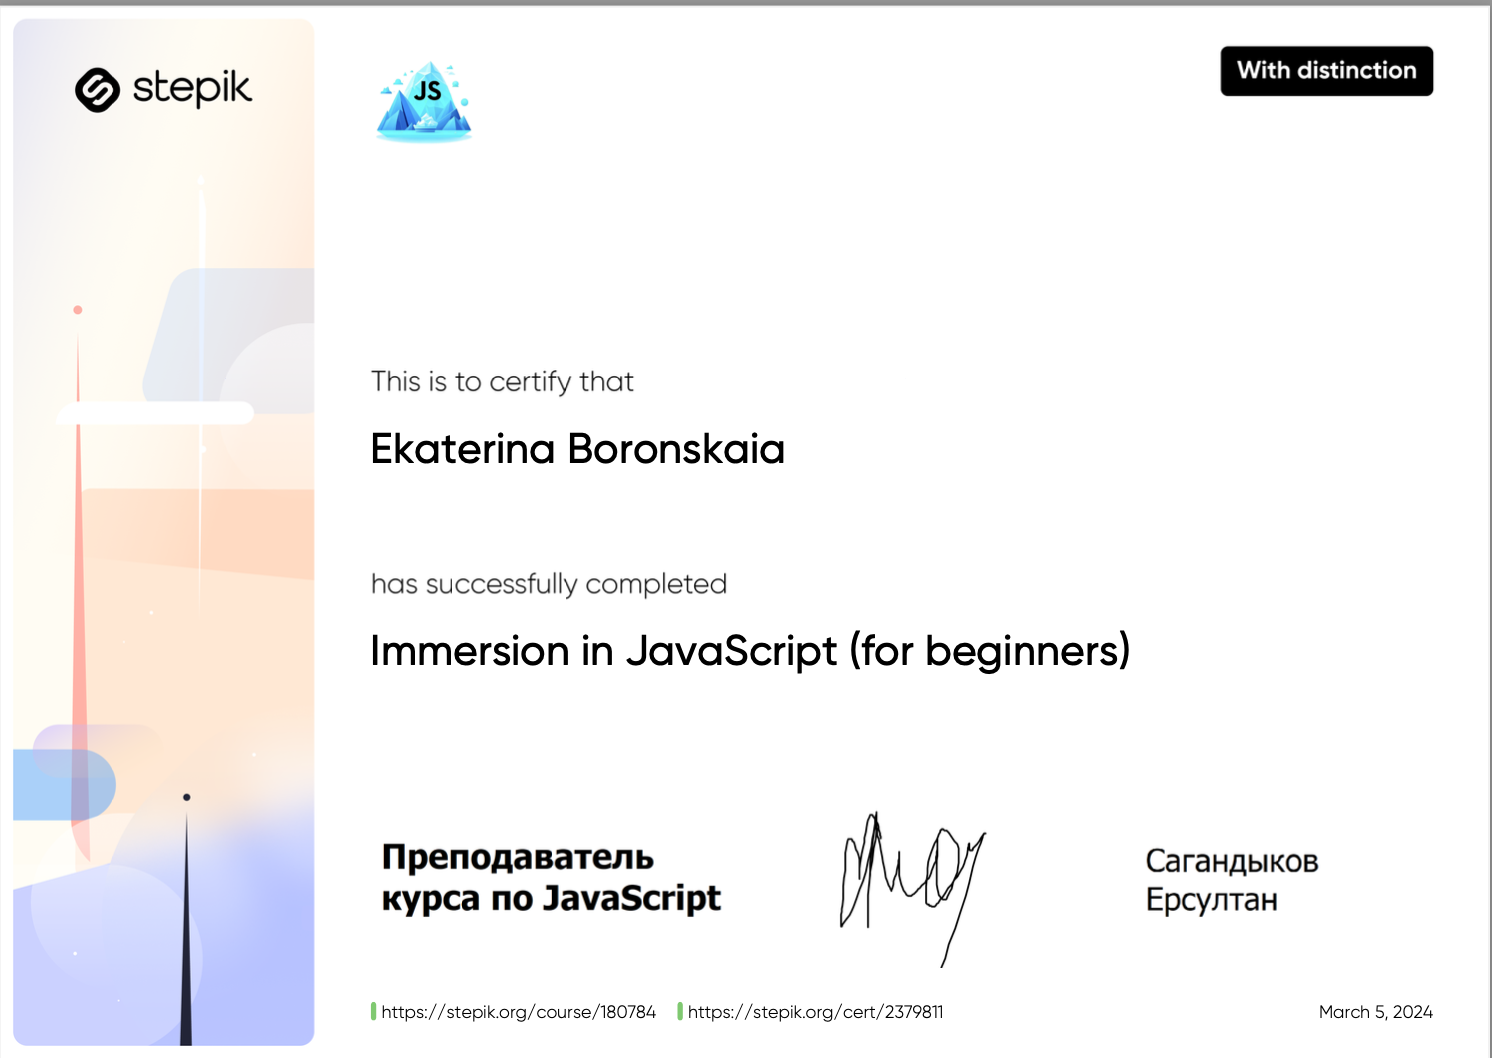 stepik
JS
With distinction
This is to certify that
Ekaterina Boronskaia
has successfully completed
Immersion in JavaScript (for beginners)
Преподаватель
курса по JavaScript
Сагандыков
Ерсултан
https://stepik.org/course/180784
https://stepik.org/cert/2379811
March 5, 2024